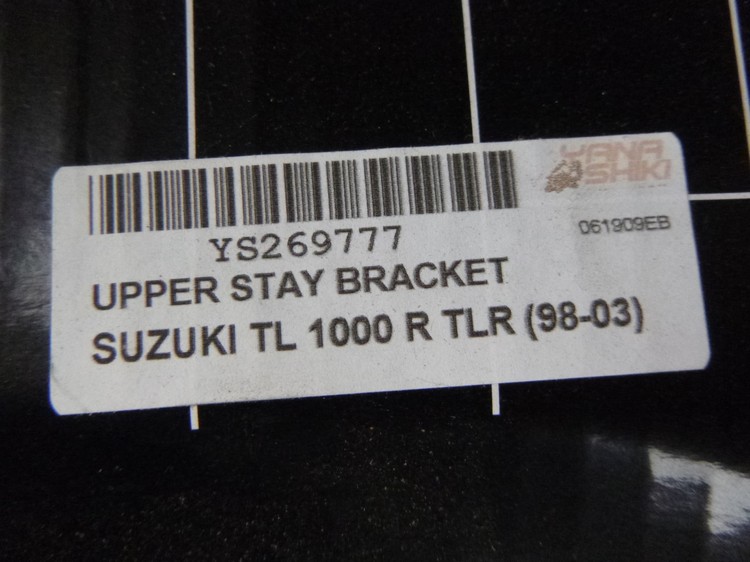 YANA
SHIKI
061909EB
YS269777
UPPER STAY BRACKET
SUZUKI TL 1000 R TLR (98-03)